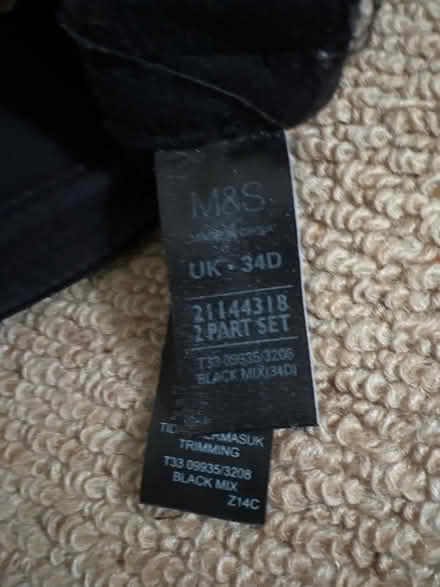 M&S
UK • 34D
21144318
2 PART SET
T33 09935/3208
BLACK MIX(34D)
TRIMMING
T33 09935/3208
BLACK MIX
Z14C